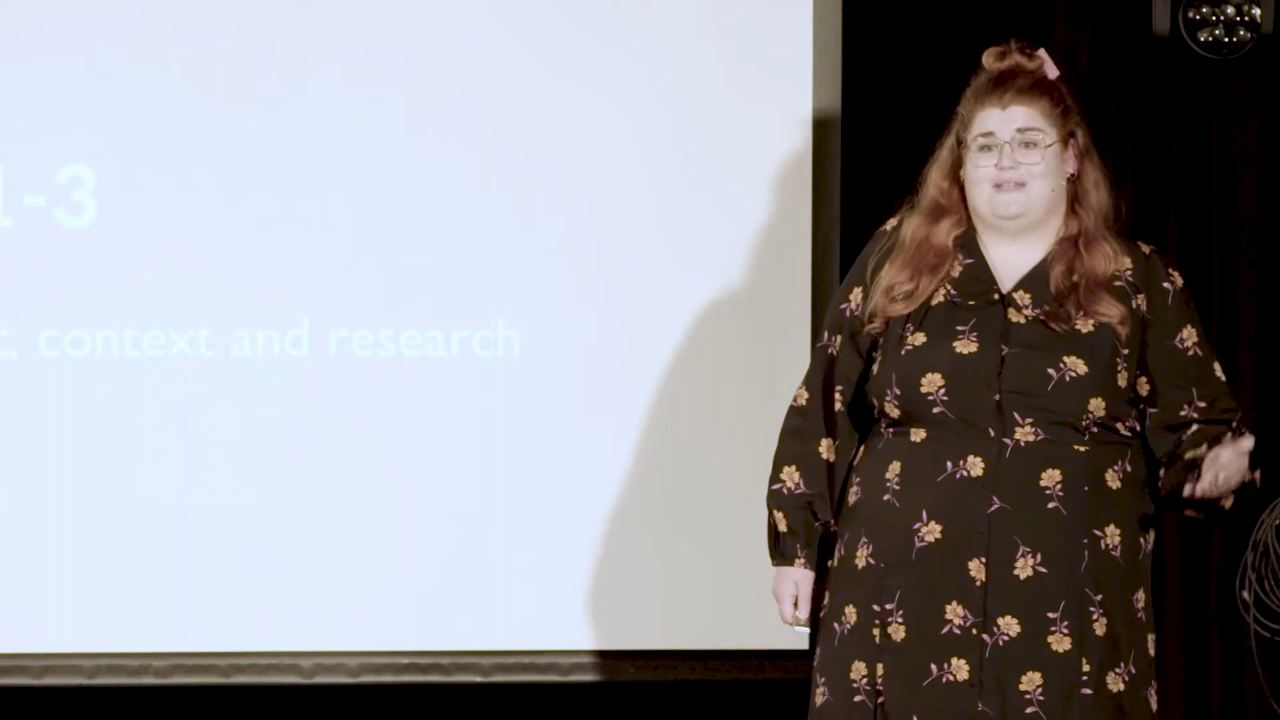 1-3
, context and research